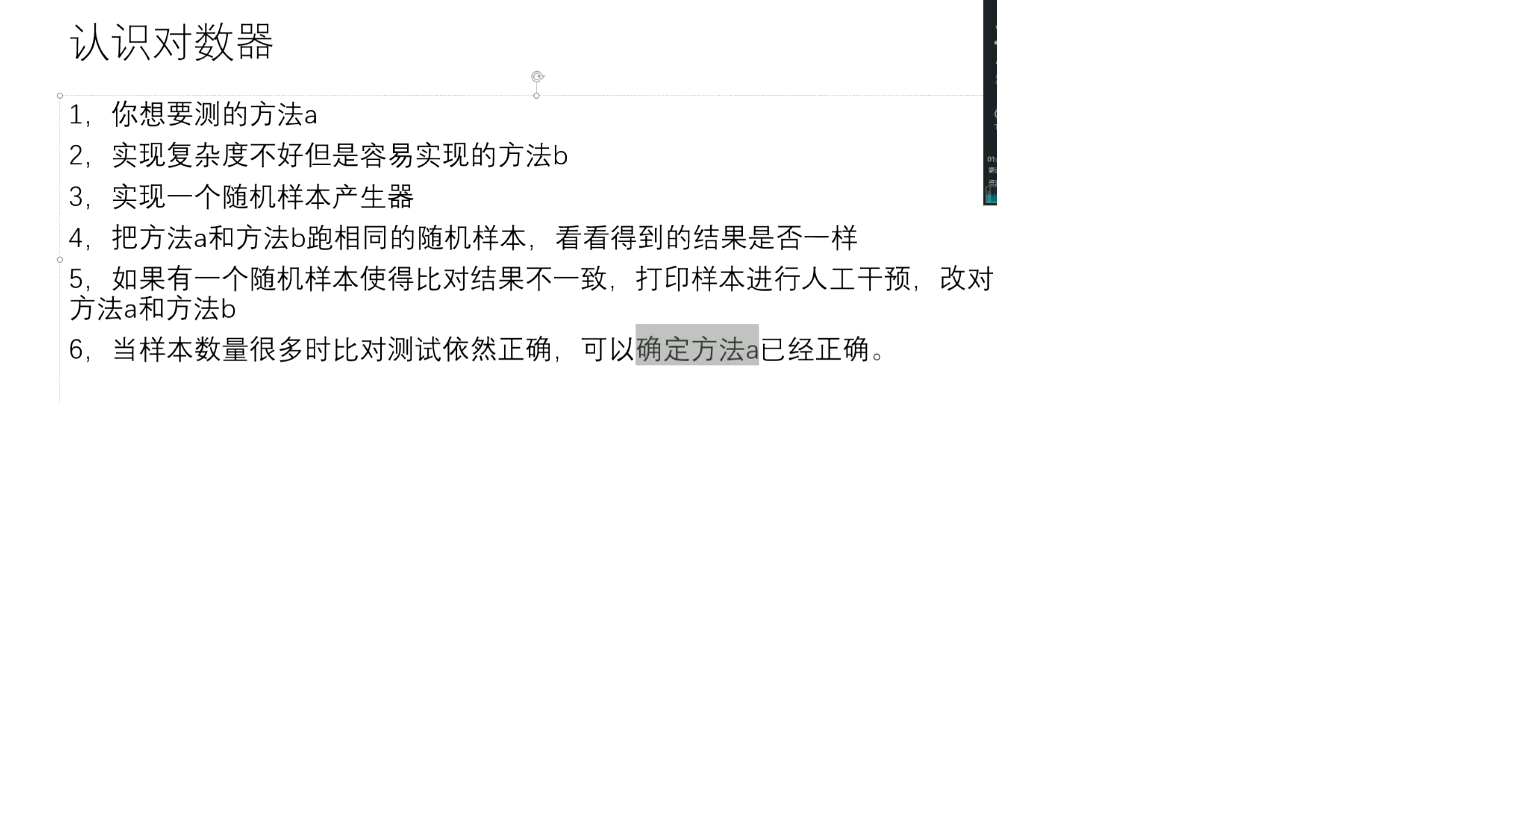 认识对数器
1，你想要测的方法a
2，实现复杂度不好但是容易实现的方法b
3，实现一个随机样本产生器
4，把方法a和方法b跑相同的随机样本，看看得到的结果是否一样
5，如果有一个随机样本使得比对结果不一致，打印样本进行人工干预，改对
方法a和方法b
6，当样本数量很多时比对测试依然正确，可以确定方法a已经正确。